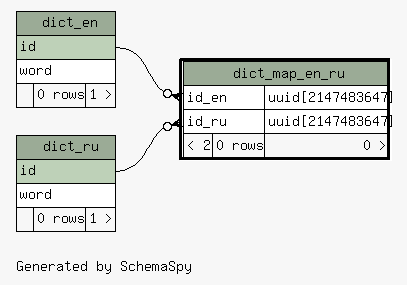 dict_en
id
word
0 rows 1 >
dict_map_en_ru
id_en uuid[2147483647]
id_ru uuid[2147483647]
< 2 0 rows 0 >
dict_ru
id
word
0 rows 1 >
Generated by SchemaSpy